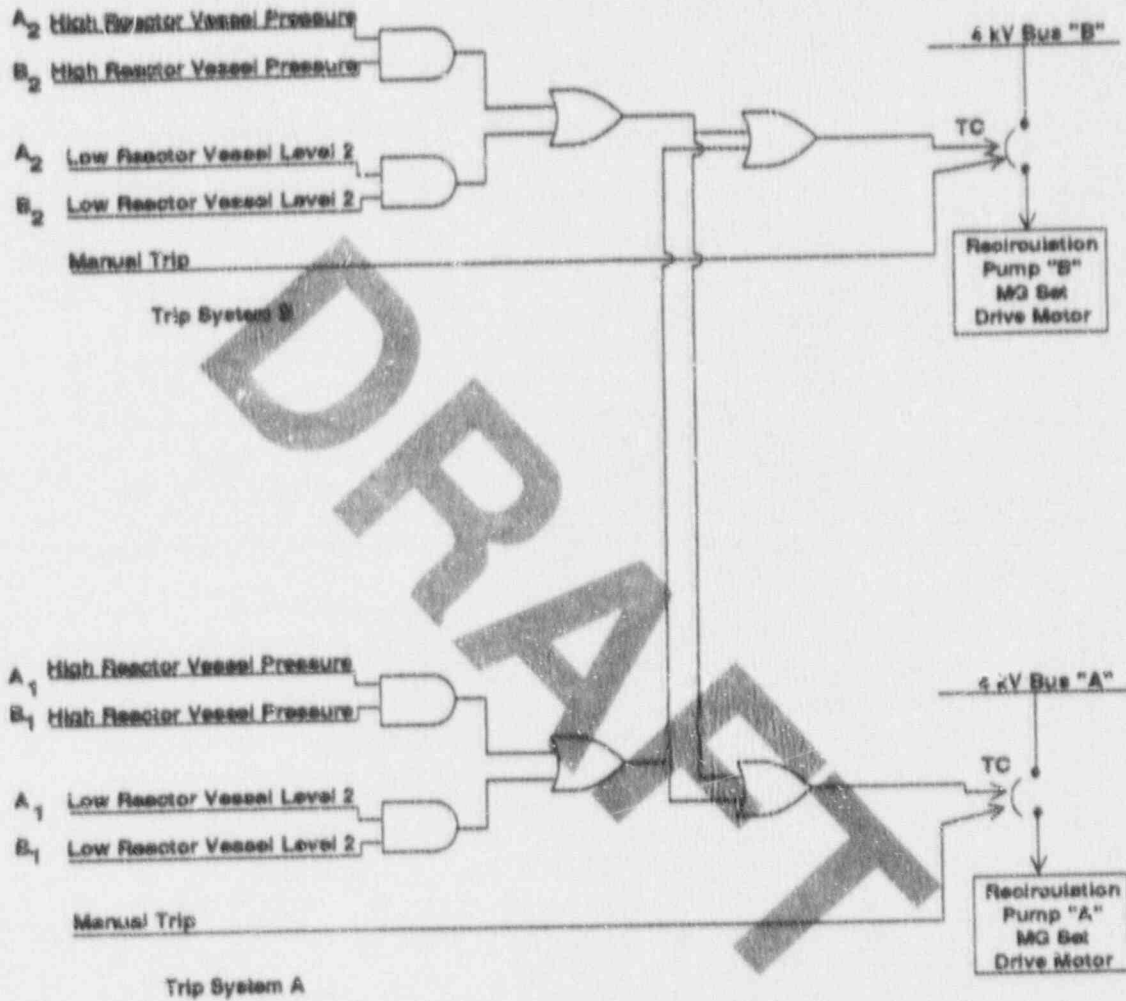 A2 High Reactor Vessel Pressure
B2 High Reactor Vessel Pressure
A2 Low Reactor Vessel Level 2
B2 Low Reactor Vessel Level 2
Manual Trip
Trip System B
4 kV Bus "B"
TC
Recirculation
Pump "B"
MG Set
Drive Motor
DRAFT
A1 High Reactor Vessel Pressure
B1 High Reactor Vessel Pressure
A1 Low Reactor Vessel Level 2
B1 Low Reactor Vessel Level 2
Manual Trip
Trip System A
4 kV Bus "A"
TC
Recirculation
Pump "A"
MG Set
Drive Motor